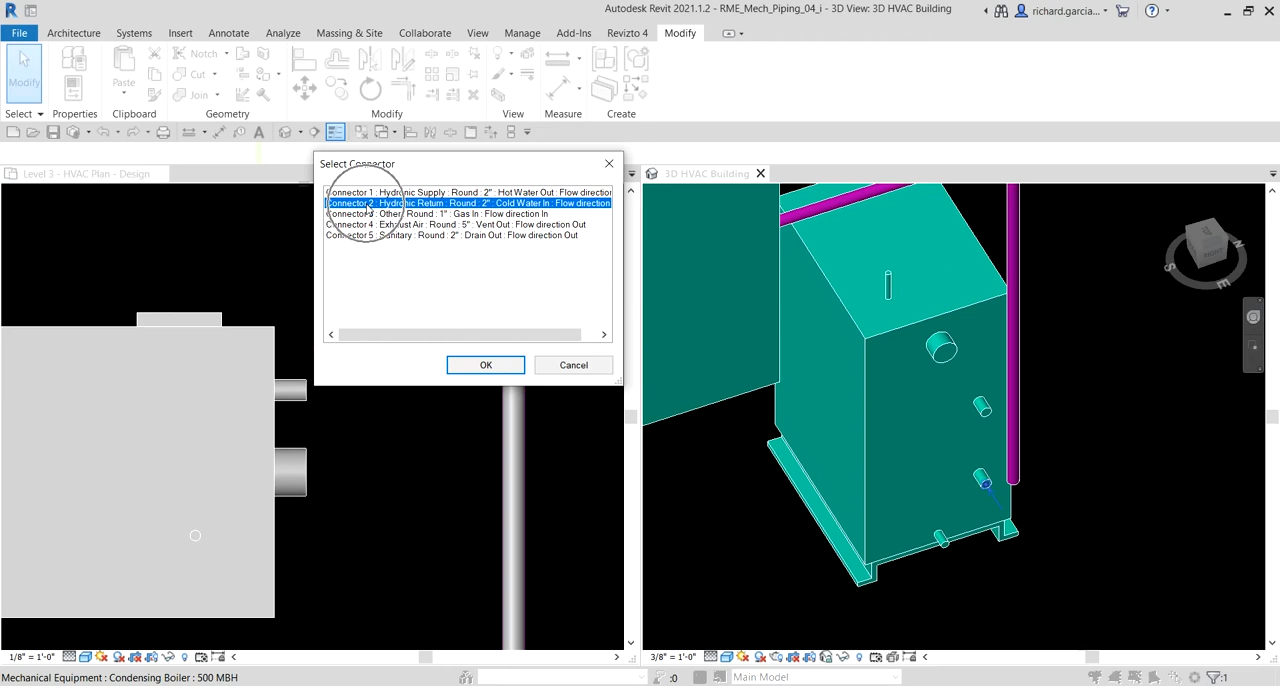 Autodesk Revit 2021.1.2 - RME_Mech_Piping_04_i - 3D View: 3D HVAC Building
richard.garcia...
File Architecture Systems Insert Annotate Analyze Massing & Site Collaborate View Manage Add-Ins Revizto 4 Modify
Modify Paste Notch Cut Join
Select Properties Clipboard Geometry Modify View Measure Create
Level 3 - HVAC Plan - Design
3D HVAC Building
Select Connector
Connector 1 : Hydronic Supply : Round : 2" : Hot Water Out : Flow direction
Connector 2 : Hydronic Return : Round : 2" : Cold Water In : Flow direction
Connector 3 : Other : Round : 1" : Gas In : Flow direction In
Connector 4 : Exhaust Air : Round : 5" : Vent Out : Flow direction Out
Connector 5 : Sanitary : Round : 2" : Drain Out : Flow direction Out
OK Cancel
RIGHT
S
E
N
1/8" = 1'-0"
3/8" = 1'-0"
Mechanical Equipment : Condensing Boiler : 500 MBH
:0
Main Model
:1